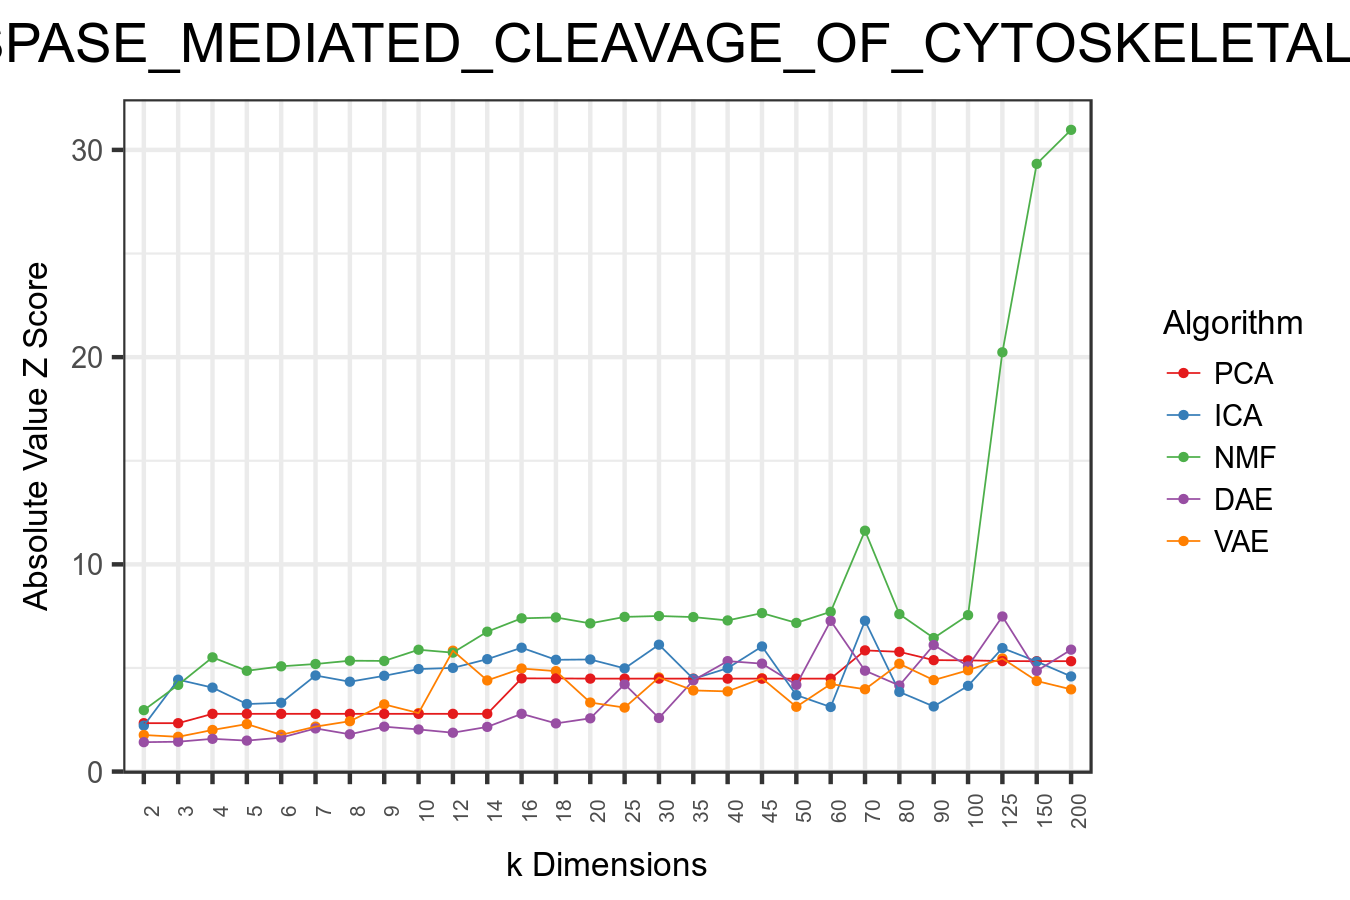 SPASE_MEDIATED_CLEAVAGE_OF_CYTOSKELETAL
30
20
10
0
Absolute Value Z Score
2 3 4 5 6 7 8 9 10 12 14 16 18 20 25 30 35 40 45 50 60 70 80 90 100 125 150 200
k Dimensions
Algorithm
PCA
ICA
NMF
DAE
VAE